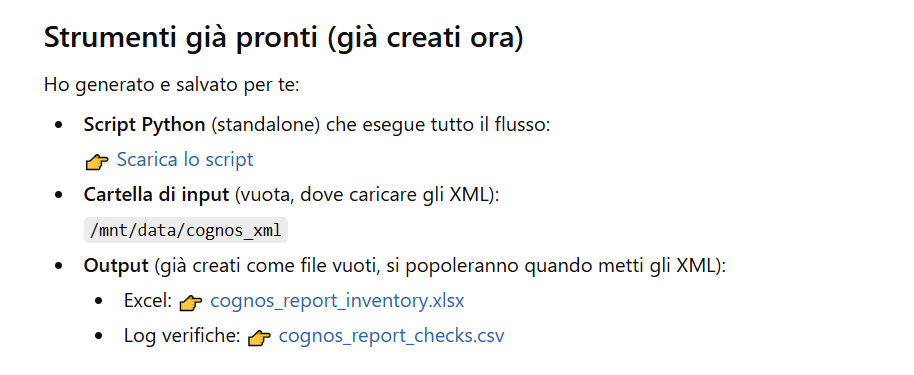 Strumenti già pronti (già creati ora)
Ho generato e salvato per te:
• Script Python (standalone) che esegue tutto il flusso:
👉 Scarica lo script
• Cartella di input (vuota, dove caricare gli XML):
/mnt/data/cognos_xml
• Output (già creati come file vuoti, si popoleranno quando metti gli XML):
• Excel: 👉 cognos_report_inventory.xlsx
• Log verifiche: 👉 cognos_report_checks.csv